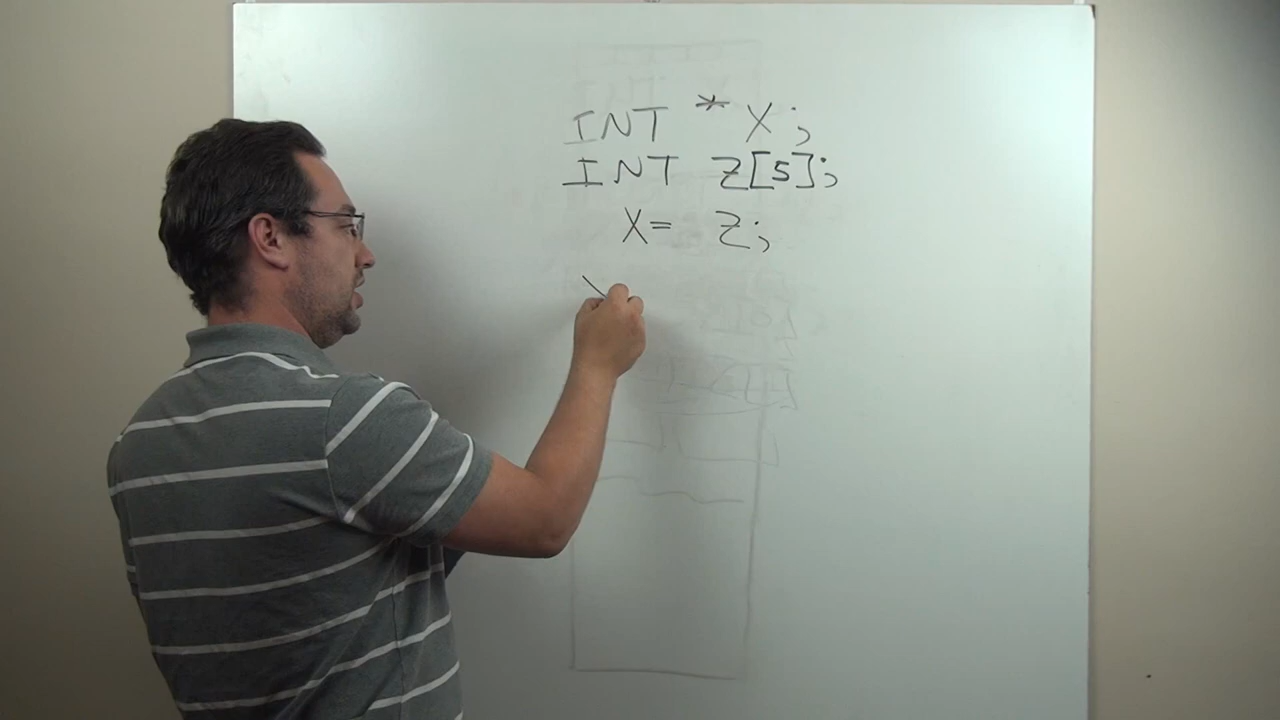 INT * X;
INT Z[5];
X= Z;